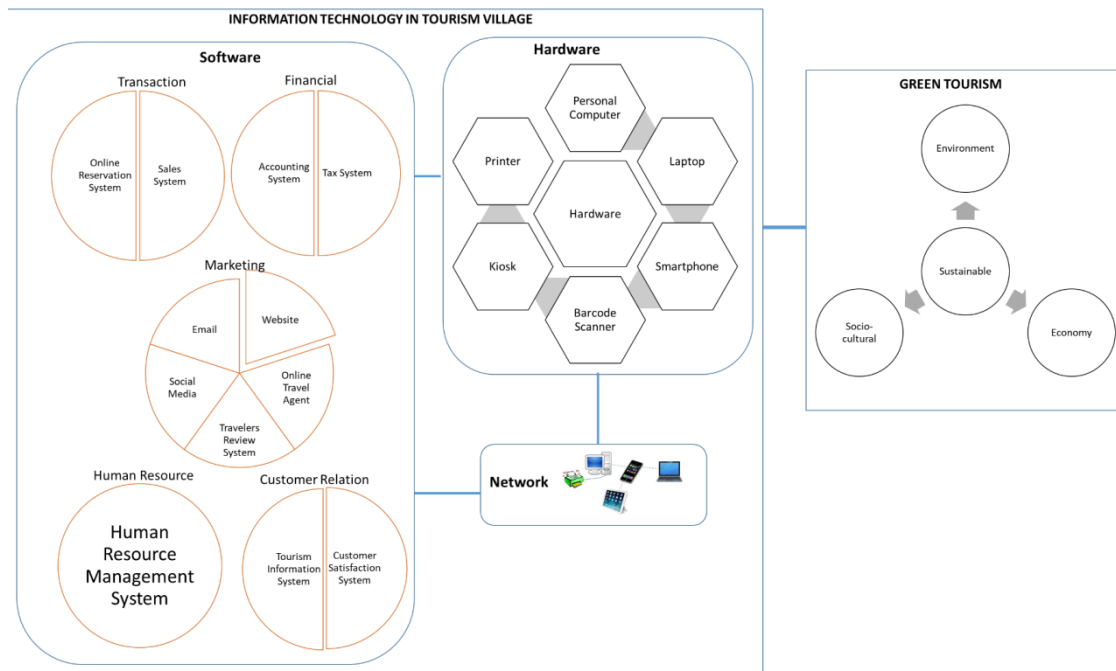 INFORMATION TECHNOLOGY IN TOURISM VILLAGE
Software
Transaction
Online
Reservation
System
Sales
System
Financial
Accounting
System
Tax System
Marketing
Email
Website
Social
Media
Online
Travel
Agent
Travelers
Review
System
Human Resource
Human
Resource
Management
System
Customer Relation
Tourism
Information
System
Customer
Satisfaction
System
Hardware
Personal
Computer
Printer
Laptop
Hardware
Kiosk
Smartphone
Barcode
Scanner
Network
GREEN TOURISM
Environment
Sustainable
Socio-
cultural
Economy